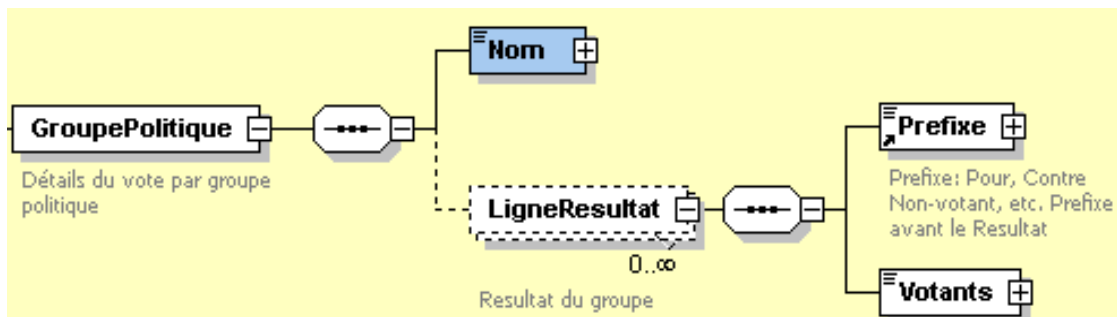 Nom
GroupePolitique
Détails du vote par groupe
politique
Prefixe
Prefixe: Pour, Contre
Non-votant, etc. Prefixe
avant le Resultat
LigneResultat
0..∞
Resultat du groupe
Votants